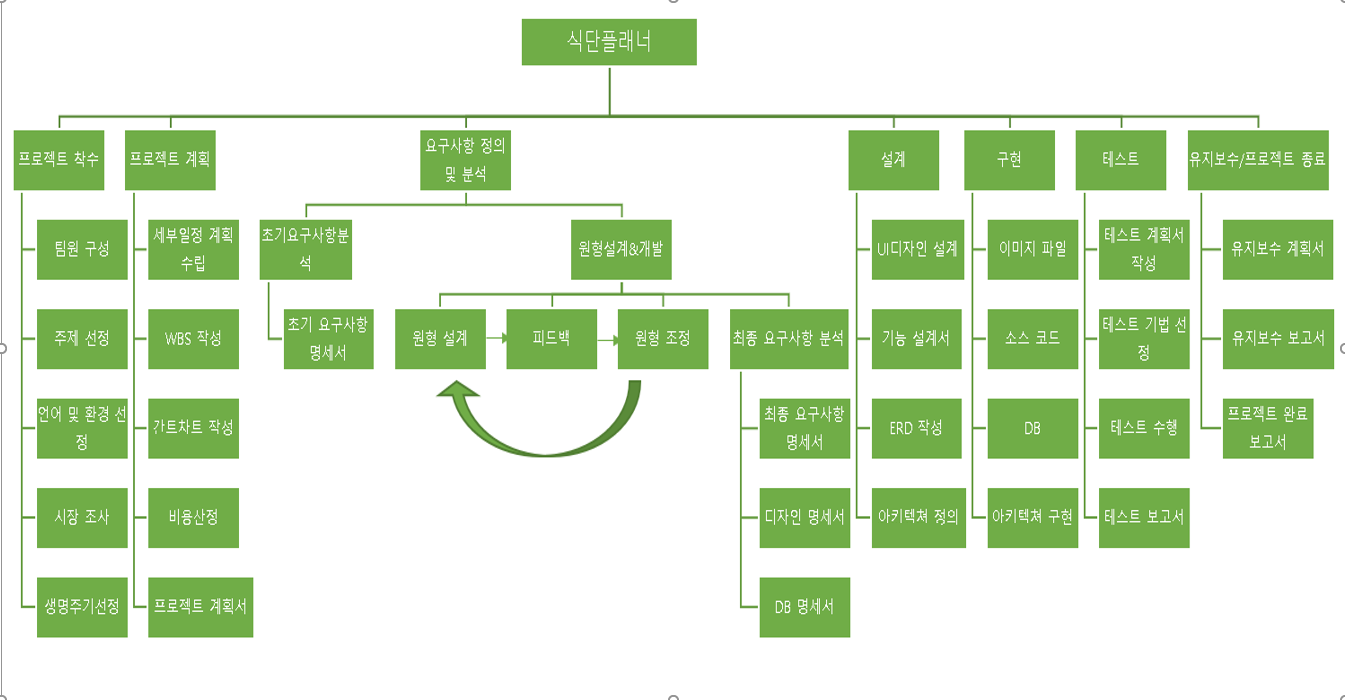 식단플래너
프로젝트 착수
프로젝트 계획
요구사항 정의
및 분석
설계
구현
테스트
유지보수/프로젝트 종료
팀원 구성
세부일정 계획
수립
초기요구사항분
석
원형설계&개발
UI디자인 설계
이미지 파일
테스트 계획서
작성
유지보수 계획서
주제 선정
WBS 작성
초기 요구사항
명세서
원형 설계
피드백
원형 조정
최종 요구사항 분석
기능 설계서
소스 코드
테스트 기법 선
정
유지보수 보고서
언어 및 환경 선
정
간트차트 작성
최종 요구사항
명세서
ERD 작성
DB
테스트 수행
프로젝트 완료
보고서
시장 조사
비용산정
디자인 명세서
아키텍쳐 정의
아키텍쳐 구현
테스트 보고서
생명주기선정
프로젝트 계획서
DB 명세서